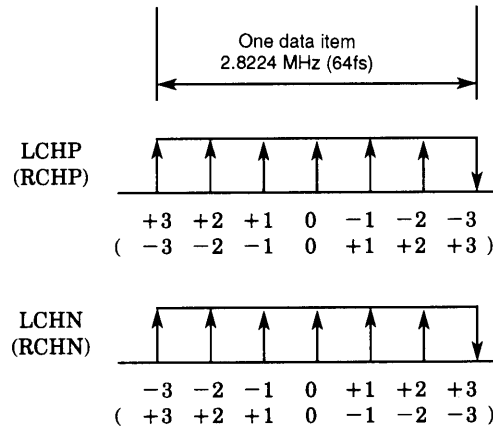 One data item
2.8224 MHz (64fs)
LCHP
(RCHP)
+3 +2 +1 0 −1 −2 −3
( −3 −2 −1 0 +1 +2 +3 )
LCHN
(RCHN)
−3 −2 −1 0 +1 +2 +3
( +3 +2 +1 0 −1 −2 −3 )